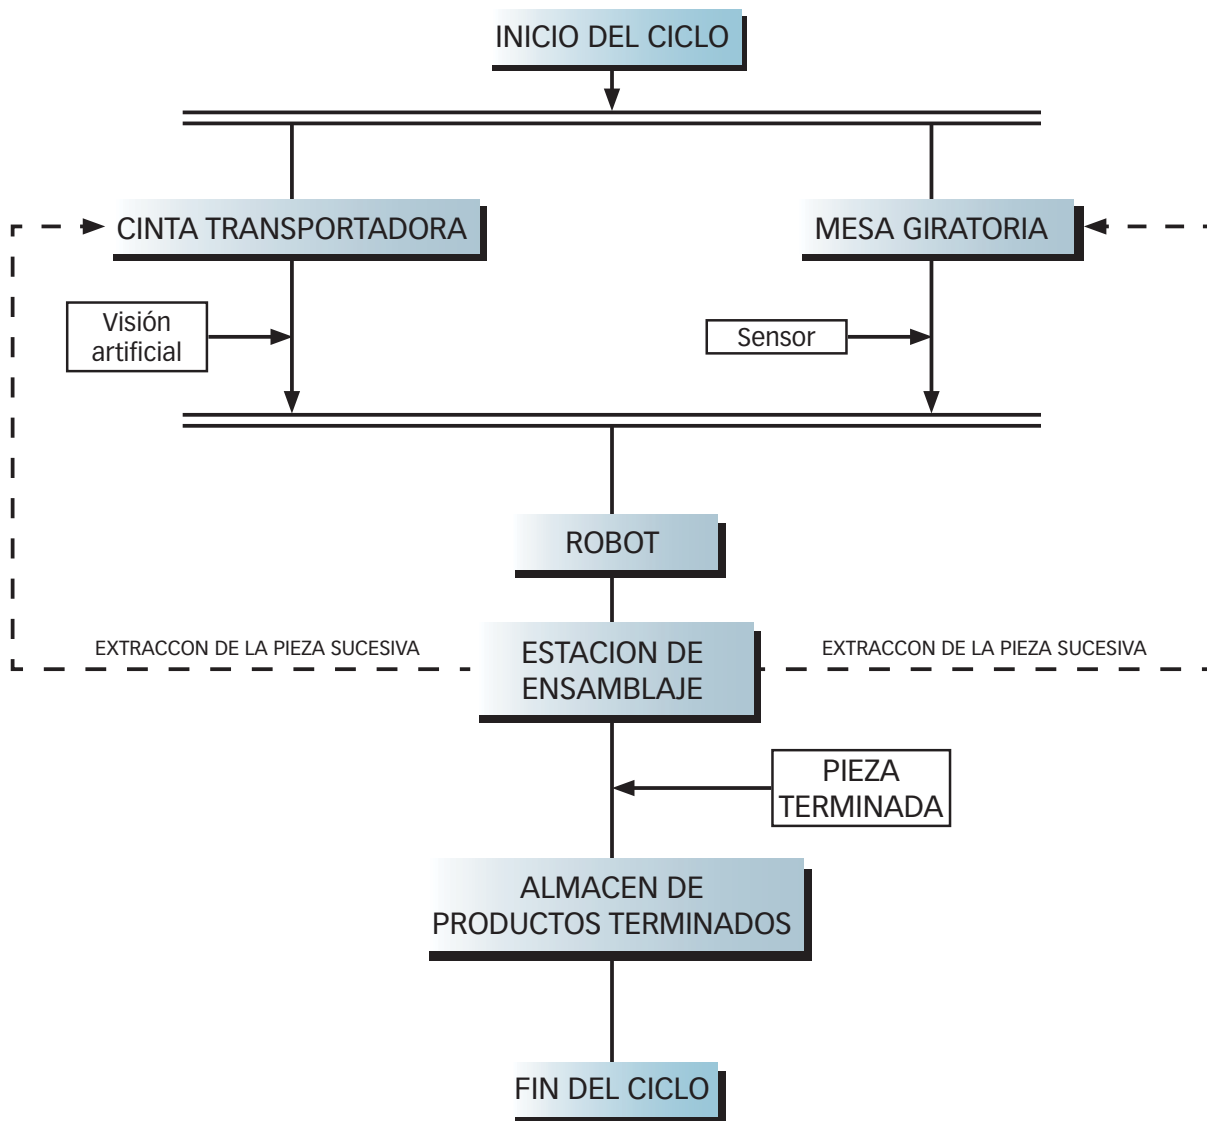 INICIO DEL CICLO
CINTA TRANSPORTADORA
MESA GIRATORIA
Visión
artificial
Sensor
ROBOT
EXTRACCON DE LA PIEZA SUCESIVA
ESTACION DE
ENSAMBLAJE
EXTRACCON DE LA PIEZA SUCESIVA
PIEZA
TERMINADA
ALMACEN DE
PRODUCTOS TERMINADOS
FIN DEL CICLO